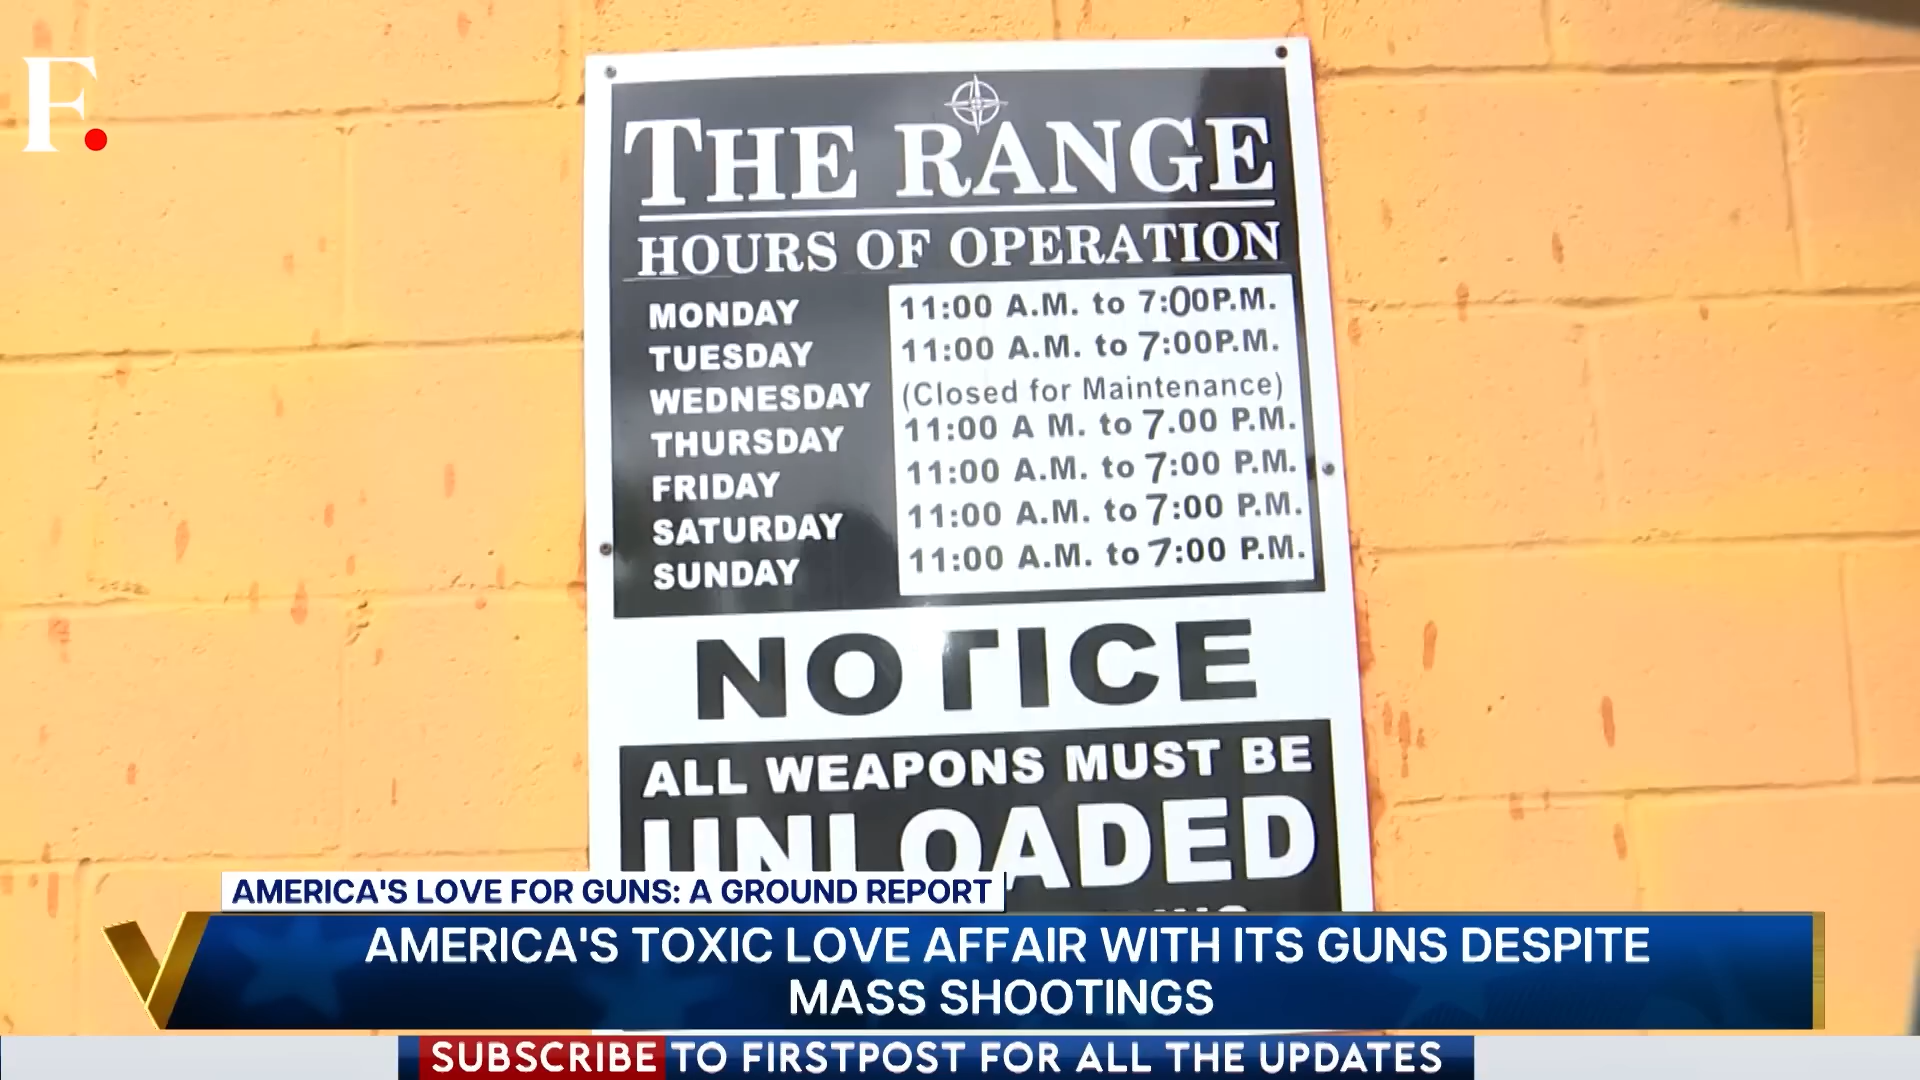 F.
THE RANGE
HOURS OF OPERATION
MONDAY 11:00 A.M. to 7:00P.M.
TUESDAY 11:00 A.M. to 7:00P.M.
WEDNESDAY (Closed for Maintenance)
THURSDAY 11:00 A M. to 7.00 P.M.
FRIDAY 11:00 A.M. to 7:00 P.M.
SATURDAY 11:00 A.M. to 7:00 P.M.
SUNDAY 11:00 A.M. to 7:00 P.M.
NOTICE
ALL WEAPONS MUST BE
UNLOADED
AMERICA'S LOVE FOR GUNS: A GROUND REPORT
AMERICA'S TOXIC LOVE AFFAIR WITH ITS GUNS DESPITE
MASS SHOOTINGS
SUBSCRIBE TO FIRSTPOST FOR ALL THE UPDATES